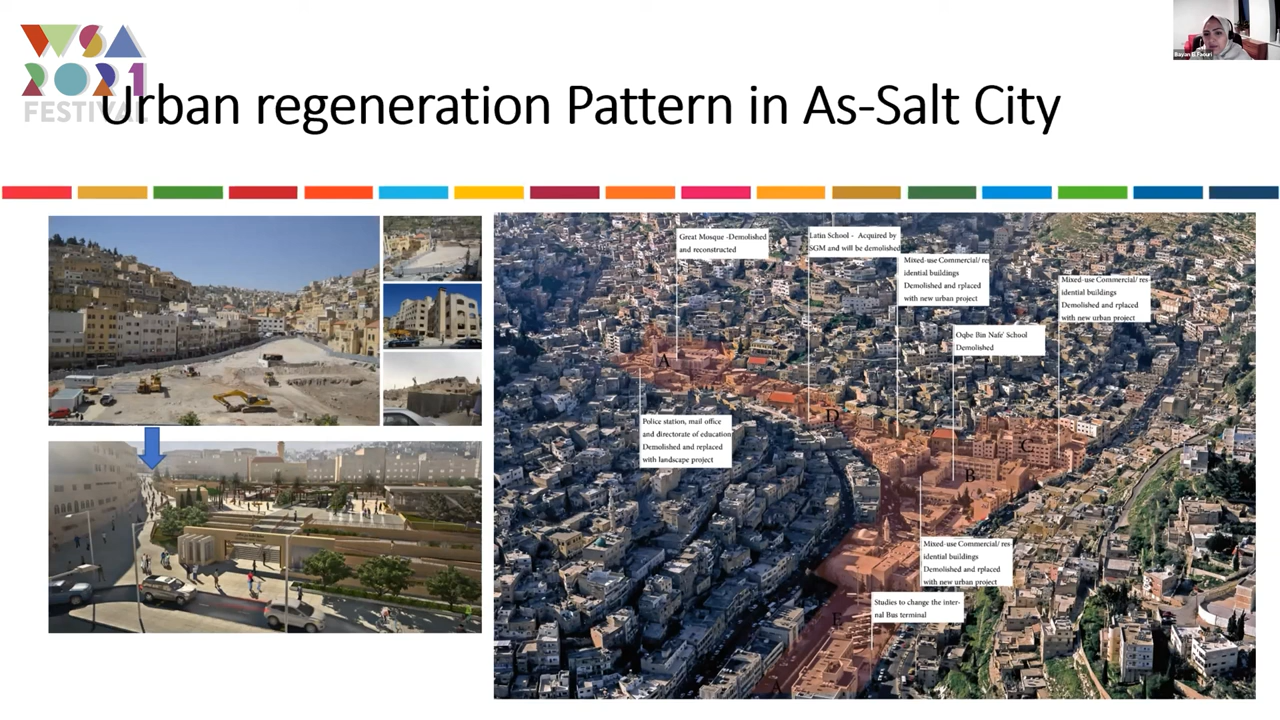 WSA
2021
FESTIVAL
Urban regeneration Pattern in As-Salt City
Great Mosque -Demolished
and reconstructed
Latin School - Acquired by
SGM and will be demolished
Mixed-use Commercial/ res
idential buildings
Demolished and rplaced
with new urban project
Mixed-use Commercial/ res
idential buildings
Demolished and rplaced
with new urban project
Oqbe Bin Nafe' School
Demolished
A
Police station, mail office
and directorate of education
Demolished and replaced
with landscape project
D
C
B
Mixed-use Commercial/ res
idential buildings
Demolished and rplaced
with new urban project
Studies to change the inter-
nal Bus terminal
E